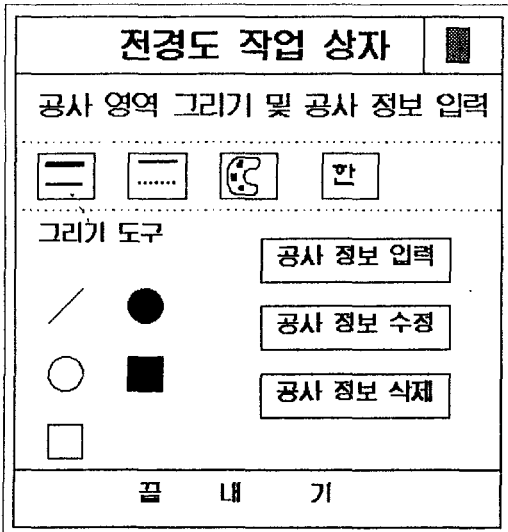 전경도 작업 상자
공사 영역 그리기 및 공사 정보 입력
한
그리기 도구
공사 정보 입력
공사 정보 수정
공사 정보 삭제
끝 내 기